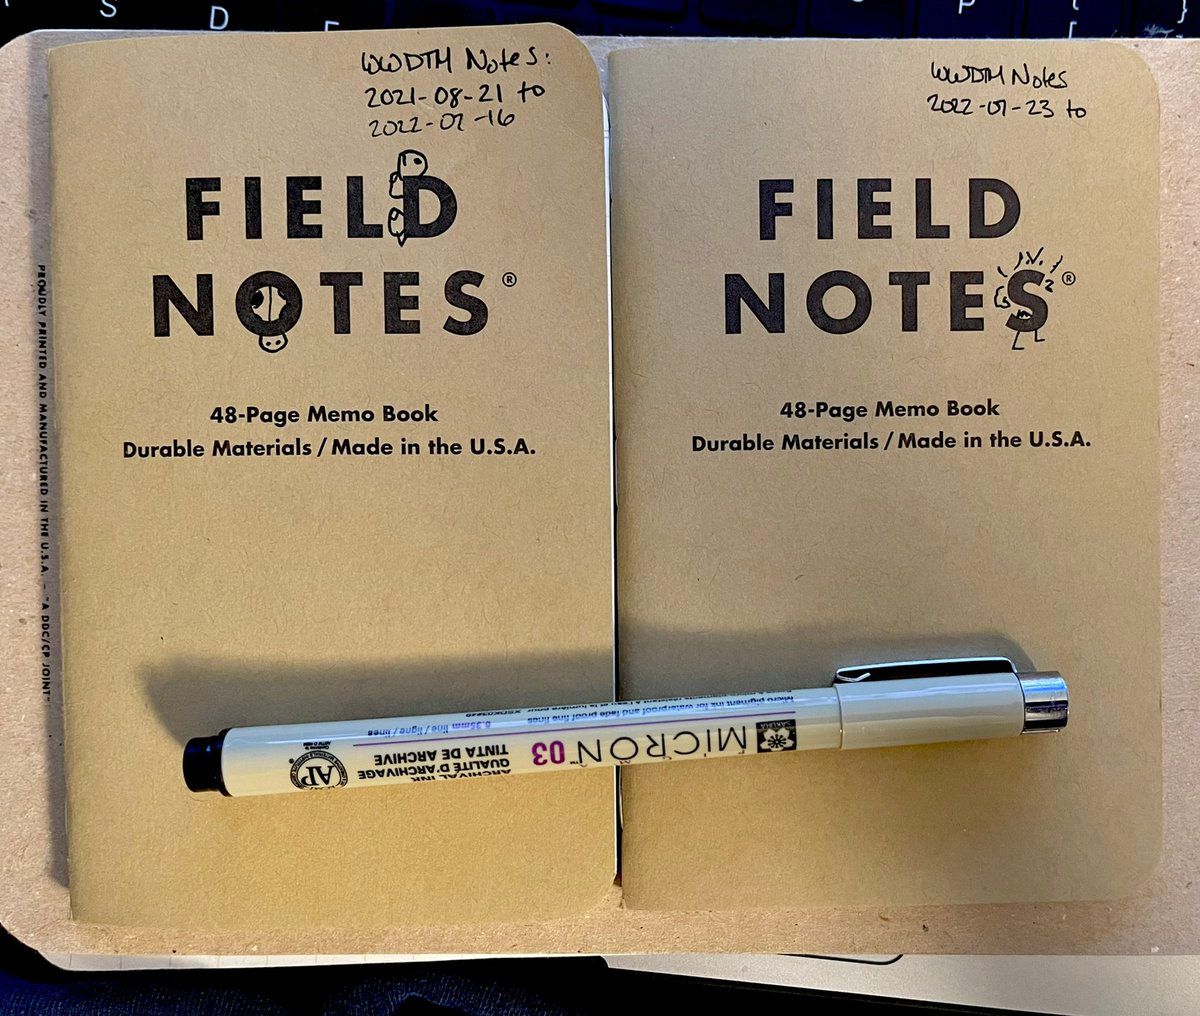 S
D
P
WWDTM Notes:
2021-08-21 to
2022-07-16
FIELD
NOTES®
48-Page Memo Book
Durable Materials / Made in the U.S.A.
PROUDLY PRINTED AND MANUFACTURED IN THE U.S.A. — "A DDC/CP JOINT"
WWDTM Notes
2022-07-23 to
FIELD
NOTES®
48-Page Memo Book
Durable Materials / Made in the U.S.A.
SAKURA
MICRON™ 03
Micro pigment ink for waterproof and fade proof fine lines
0.35mm line / ligne / línea
ARCHIVAL INK
QUALITÉ D'ARCHIVAGE
TINTA DE ARCHIVE
AP